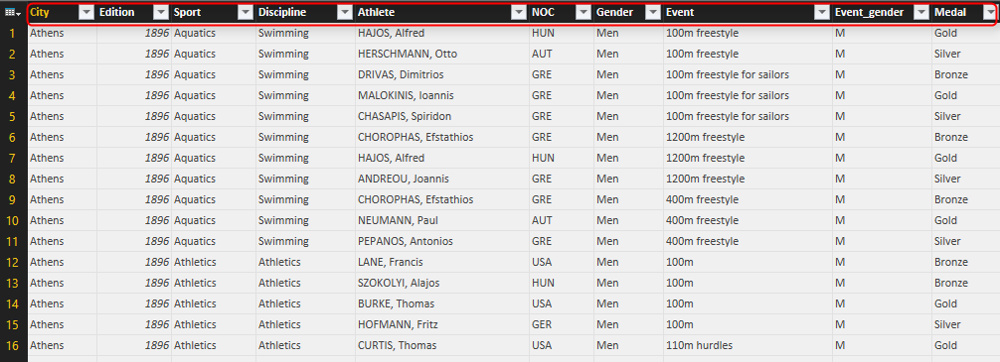 City Edition Sport Discipline Athlete NOC Gender Event Event_gender Medal
1 Athens 1896 Aquatics Swimming HAJOS, Alfred HUN Men 100m freestyle M Gold
2 Athens 1896 Aquatics Swimming HERSCHMANN, Otto AUT Men 100m freestyle M Silver
3 Athens 1896 Aquatics Swimming DRIVAS, Dimitrios GRE Men 100m freestyle for sailors M Bronze
4 Athens 1896 Aquatics Swimming MALOKINIS, Ioannis GRE Men 100m freestyle for sailors M Gold
5 Athens 1896 Aquatics Swimming CHASAPIS, Spiridon GRE Men 100m freestyle for sailors M Silver
6 Athens 1896 Aquatics Swimming CHOROPHAS, Efstathios GRE Men 1200m freestyle M Bronze
7 Athens 1896 Aquatics Swimming HAJOS, Alfred HUN Men 1200m freestyle M Gold
8 Athens 1896 Aquatics Swimming ANDREOU, Joannis GRE Men 1200m freestyle M Silver
9 Athens 1896 Aquatics Swimming CHOROPHAS, Efstathios GRE Men 400m freestyle M Bronze
10 Athens 1896 Aquatics Swimming NEUMANN, Paul AUT Men 400m freestyle M Gold
11 Athens 1896 Aquatics Swimming PEPANOS, Antonios GRE Men 400m freestyle M Silver
12 Athens 1896 Athletics Athletics LANE, Francis USA Men 100m M Bronze
13 Athens 1896 Athletics Athletics SZOKOLYI, Alajos HUN Men 100m M Bronze
14 Athens 1896 Athletics Athletics BURKE, Thomas USA Men 100m M Gold
15 Athens 1896 Athletics Athletics HOFMANN, Fritz GER Men 100m M Silver
16 Athens 1896 Athletics Athletics CURTIS, Thomas USA Men 110m hurdles M Gold